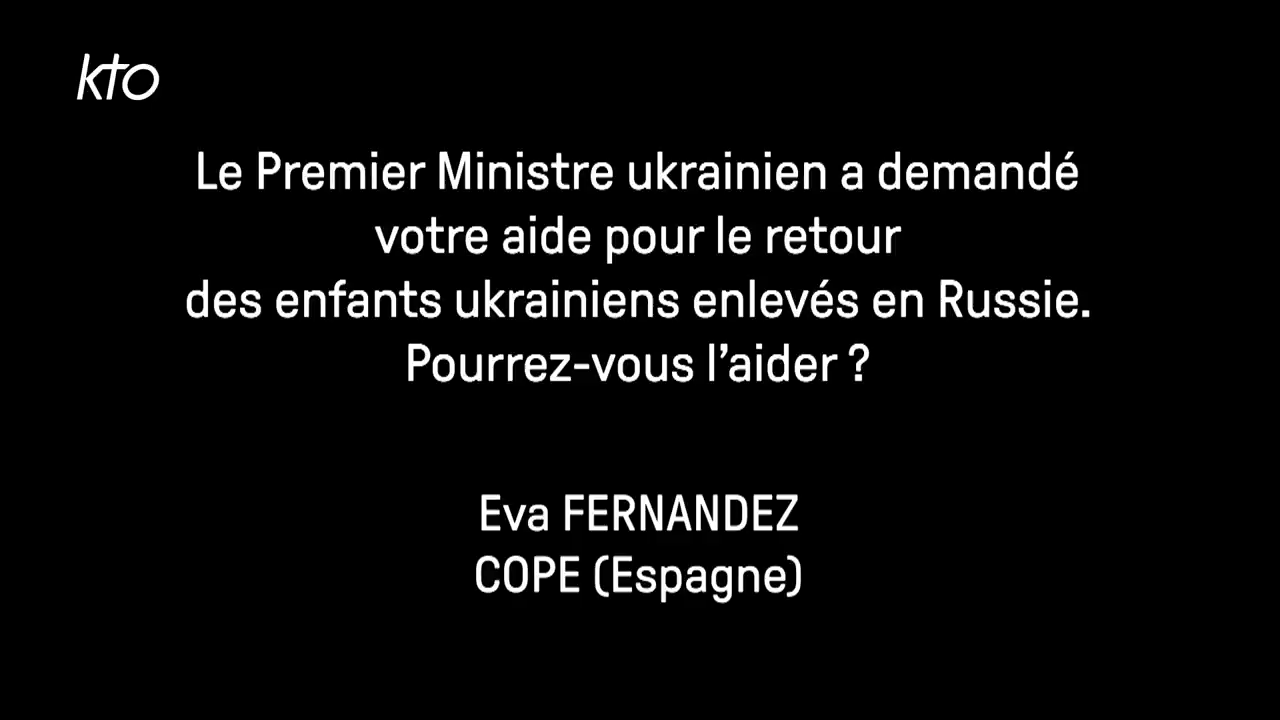 kto
Le Premier Ministre ukrainien a demandé
votre aide pour le retour
des enfants ukrainiens enlevés en Russie.
Pourrez-vous l’aider ?
Eva FERNANDEZ
COPE (Espagne)